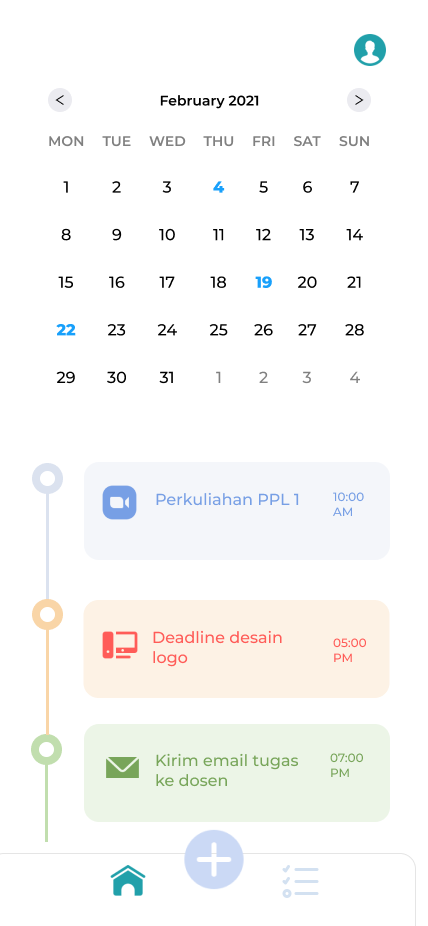 <
February 2021
>
MON TUE WED THU FRI SAT SUN
1 2 3 4 5 6 7
8 9 10 11 12 13 14
15 16 17 18 19 20 21
22 23 24 25 26 27 28
29 30 31 1 2 3 4
Perkuliahan PPL 1
10:00
AM
Deadline desain
logo
05:00
PM
Kirim email tugas
ke dosen
07:00
PM